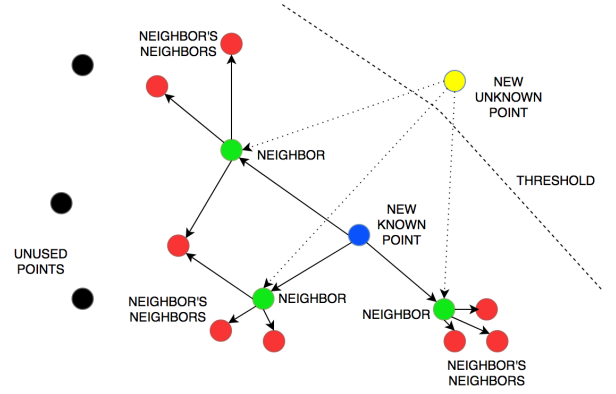 NEIGHBOR'S
NEIGHBORS
NEW
UNKNOWN
POINT
NEIGHBOR
THRESHOLD
NEW
KNOWN
POINT
UNUSED
POINTS
NEIGHBOR'S
NEIGHBORS
NEIGHBOR
NEIGHBOR
NEIGHBOR'S
NEIGHBORS